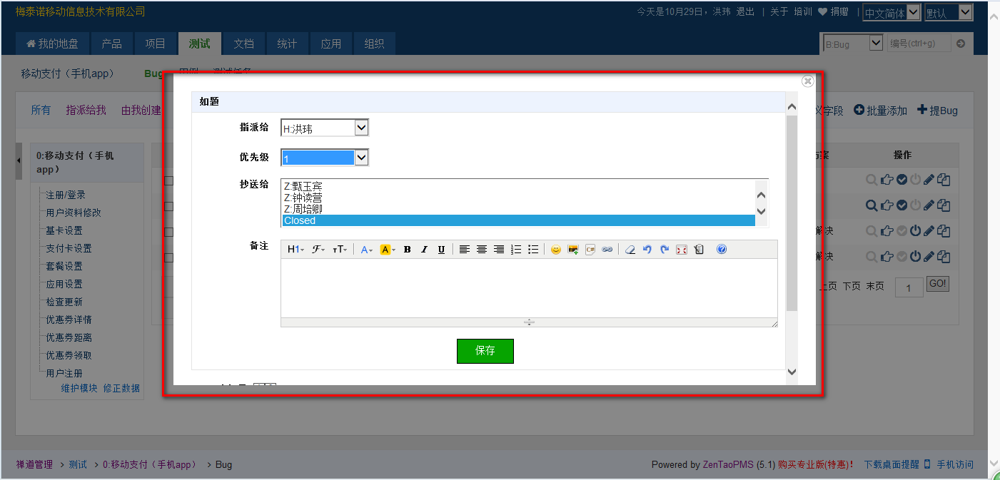 梅泰诺移动信息技术有限公司
今天是10月29日，洪玮 退出 | 关于 培训 捐赠 | 中文简体 默认
我的地盘 产品 项目 测试 文档 统计 应用 组织
B:Bug 编号(ctrl+g)
移动支付（手机app） Bug 用例 测试任务
所有 指派给我 由我创建 字段 批量添加 提Bug
如题
指派给 H:洪玮
优先级 1
抄送给 Z:甄玉宾
Z:钟读营
Z:周培卿
Closed
备注 H1 F TT A A B I U C#
保存
0:移动支付（手机
app）
注册/登录
用户资料修改
基卡设置
支付卡设置
套餐设置
应用设置
检查更新
优惠券详情
优惠券距离
优惠券领取
用户注册
维护模块 修正数据
方案 操作
解决
解决
上页 下页 末页 1 GO!
禅道管理 > 测试 > 0:移动支付（手机app） > Bug
Powered by ZenTaoPMS (5.1) 购买专业版(特惠)! 下载桌面提醒 手机访问